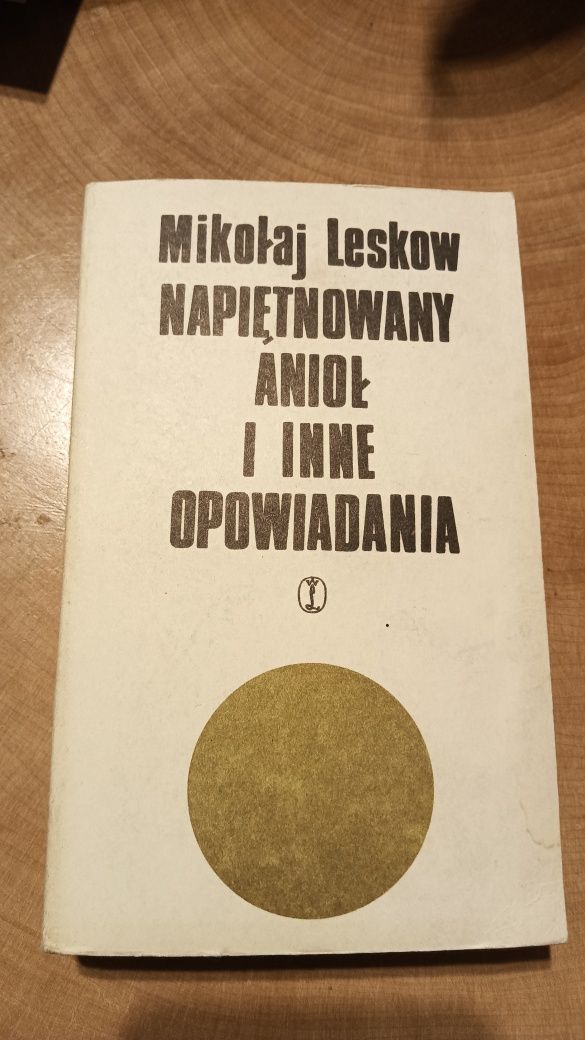 Mikołaj Leskow
NAPIĘTNOWANY
ANIOŁ
I INNE
OPOWIADANIA